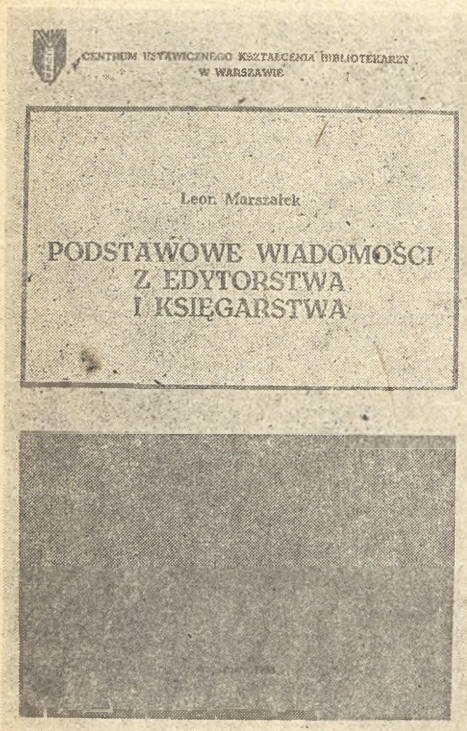 CENTRUM USTAWICZNEGO KSZTAŁCENIA BIBLIOTEKARZY
W WARSZAWIE
Leon Marszałek
PODSTAWOWE WIADOMOŚCI
Z EDYTORSTWA
I KSIĘGARSTWA